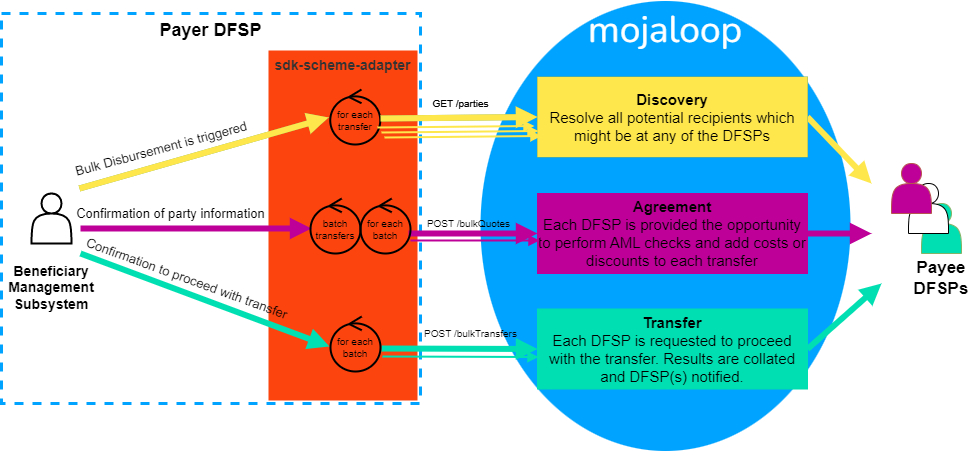 Payer DFSP
mojaloop
sdk-scheme-adapter
for each
transfer
GET /parties
Discovery
Resolve all potential recipients which
might be at any of the DFSPs
Bulk Disbursement is triggered
Confirmation of party information
batch
transfers
for each
batch
POST /bulkQuotes
Agreement
Each DFSP is provided the opportunity
to perform AML checks and add costs or
discounts to each transfer
Confirmation to proceed with transfer
Beneficiary
Management
Subsystem
Payee
DFSPs
for each
batch
POST /bulkTransfers
Transfer
Each DFSP is requested to proceed
with the transfer. Results are collated
and DFSP(s) notified.